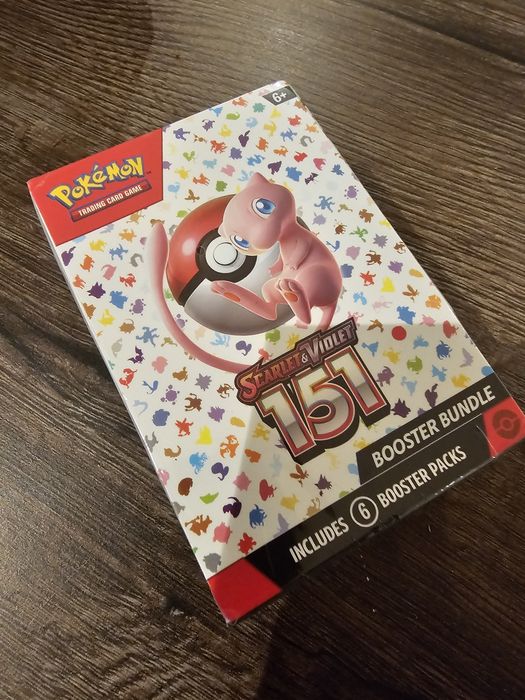 6+
POKéMON
TRADING CARD GAME
SCARLET & VIOLET
151
BOOSTER BUNDLE
INCLUDES 6 BOOSTER PACKS